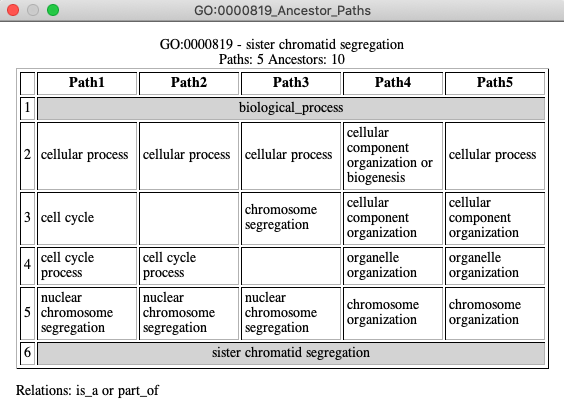 GO:0000819_Ancestor_Paths
GO:0000819 - sister chromatid segregation
Paths: 5 Ancestors: 10
Path1 Path2 Path3 Path4 Path5
1 biological_process
2 cellular process cellular process cellular process cellular component organization or biogenesis cellular process
3 cell cycle chromosome segregation cellular component organization cellular component organization
4 cell cycle process cell cycle process organelle organization organelle organization
5 nuclear chromosome segregation nuclear chromosome segregation nuclear chromosome segregation chromosome organization chromosome organization
6 sister chromatid segregation
Relations: is_a or part_of